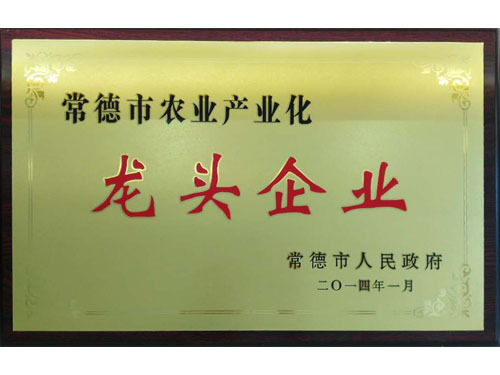 常德市农业产业化
龙头企业
常德市人民政府
二〇一四年一月